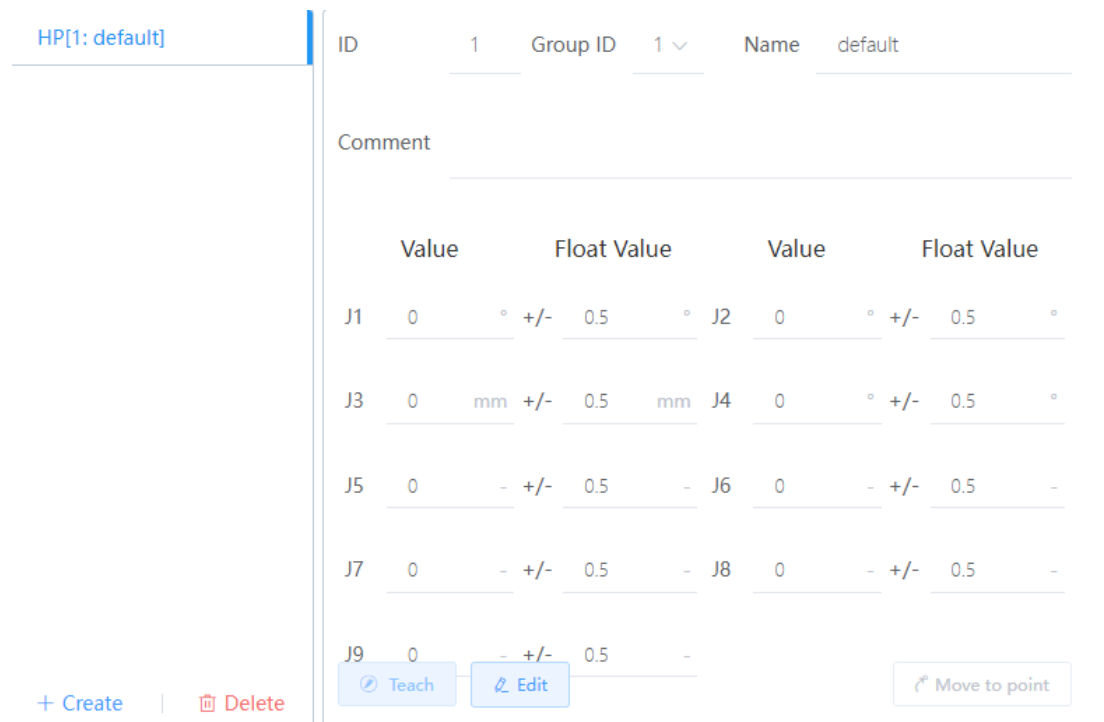 HP[1: default]
ID 1 Group ID 1 Name default
Comment
Value Float Value Value Float Value
J1 0 ° +/- 0.5 ° J2 0 ° +/- 0.5 °
J3 0 mm +/- 0.5 mm J4 0 ° +/- 0.5 °
J5 0 - +/- 0.5 - J6 0 - +/- 0.5 -
J7 0 - +/- 0.5 - J8 0 - +/- 0.5 -
J9 0 - +/- 0.5 -
Teach Edit Move to point
+ Create Delete